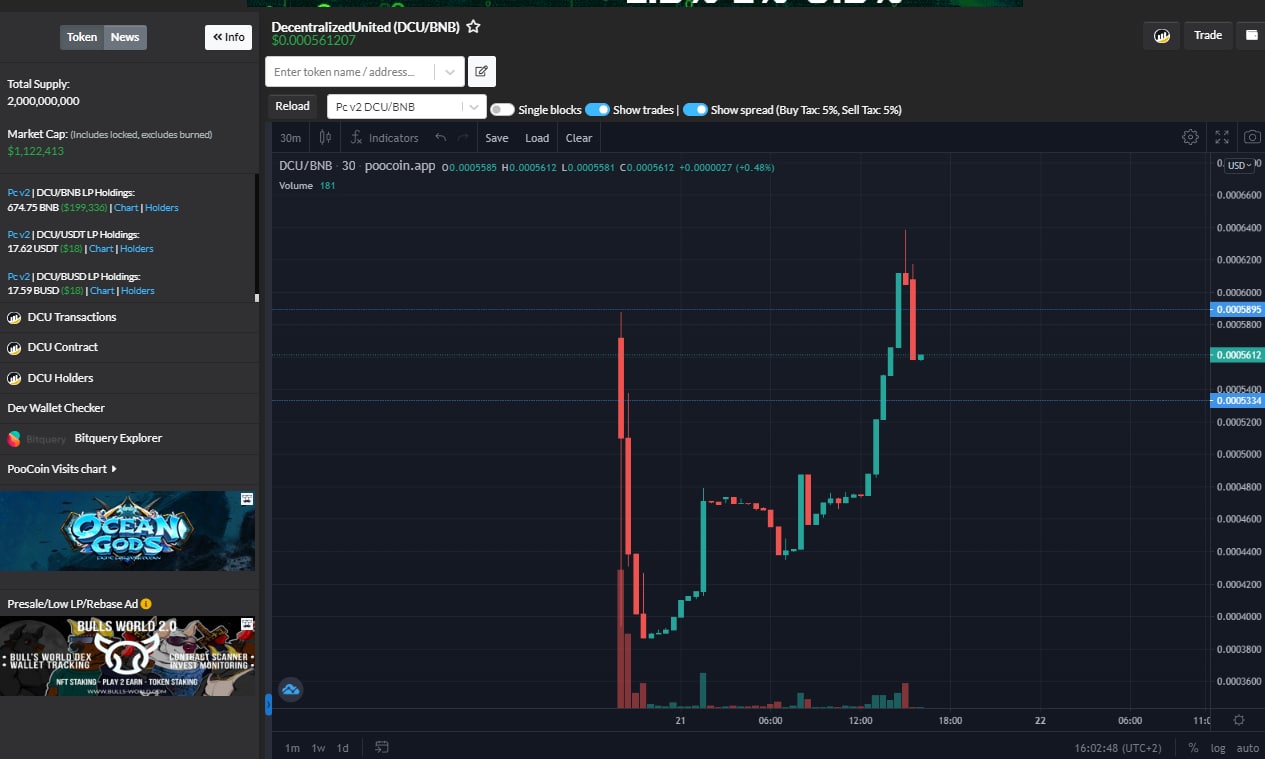 DecentralizedUnited (DCU/BNB)
$0.000561207
Token
News
Info
Trade
Total Supply:
2,000,000,000
Market Cap: (Includes locked, excludes burned)
$1,122,413
Pc v2 | DCU/BNB LP Holdings:
674.75 BNB ($199,336) | Chart | Holders
Pc v2 | DCU/USDT LP Holdings:
17.62 USDT ($18) | Chart | Holders
Pc v2 | DCU/BUSD LP Holdings:
17.59 BUSD ($18) | Chart | Holders
DCU Transactions
DCU Contract
DCU Holders
Dev Wallet Checker
Bitquery Bitquery Explorer
PooCoin Visits chart
OCEAN
GODS
Presale/Low LP/Rebase Ad
BULLS WORLD 2.0
• BULL'S WORLD DEX
• WALLET TRACKING
CONTRACT SCANNER •
INVEST MONITORING •
NFT STAKING - PLAY 2 EARN - TOKEN STAKING
WWW.BULLS-WORLD.COM
Enter token name / address...
Reload
Pc v2 DCU/BNB
Single blocks
Show trades |
Show spread (Buy Tax: 5%, Sell Tax: 5%)
30m
Indicators
Save
Load
Clear
DCU/BNB · 30 · poocoin.app O0.0005585 H0.0005612 L0.0005581 C0.0005612 +0.0000027 (+0.48%)
Volume 181
USD
0.0006600
0.0006400
0.0006200
0.0006000
0.0005895
0.0005800
0.0005612
0.0005400
0.0005334
0.0005200
0.0005000
0.0004800
0.0004600
0.0004400
0.0004200
0.0004000
0.0003800
0.0003600
21
06:00
12:00
18:00
22
06:00
1m
1w
1d
16:02:48 (UTC+2)
%
log
auto